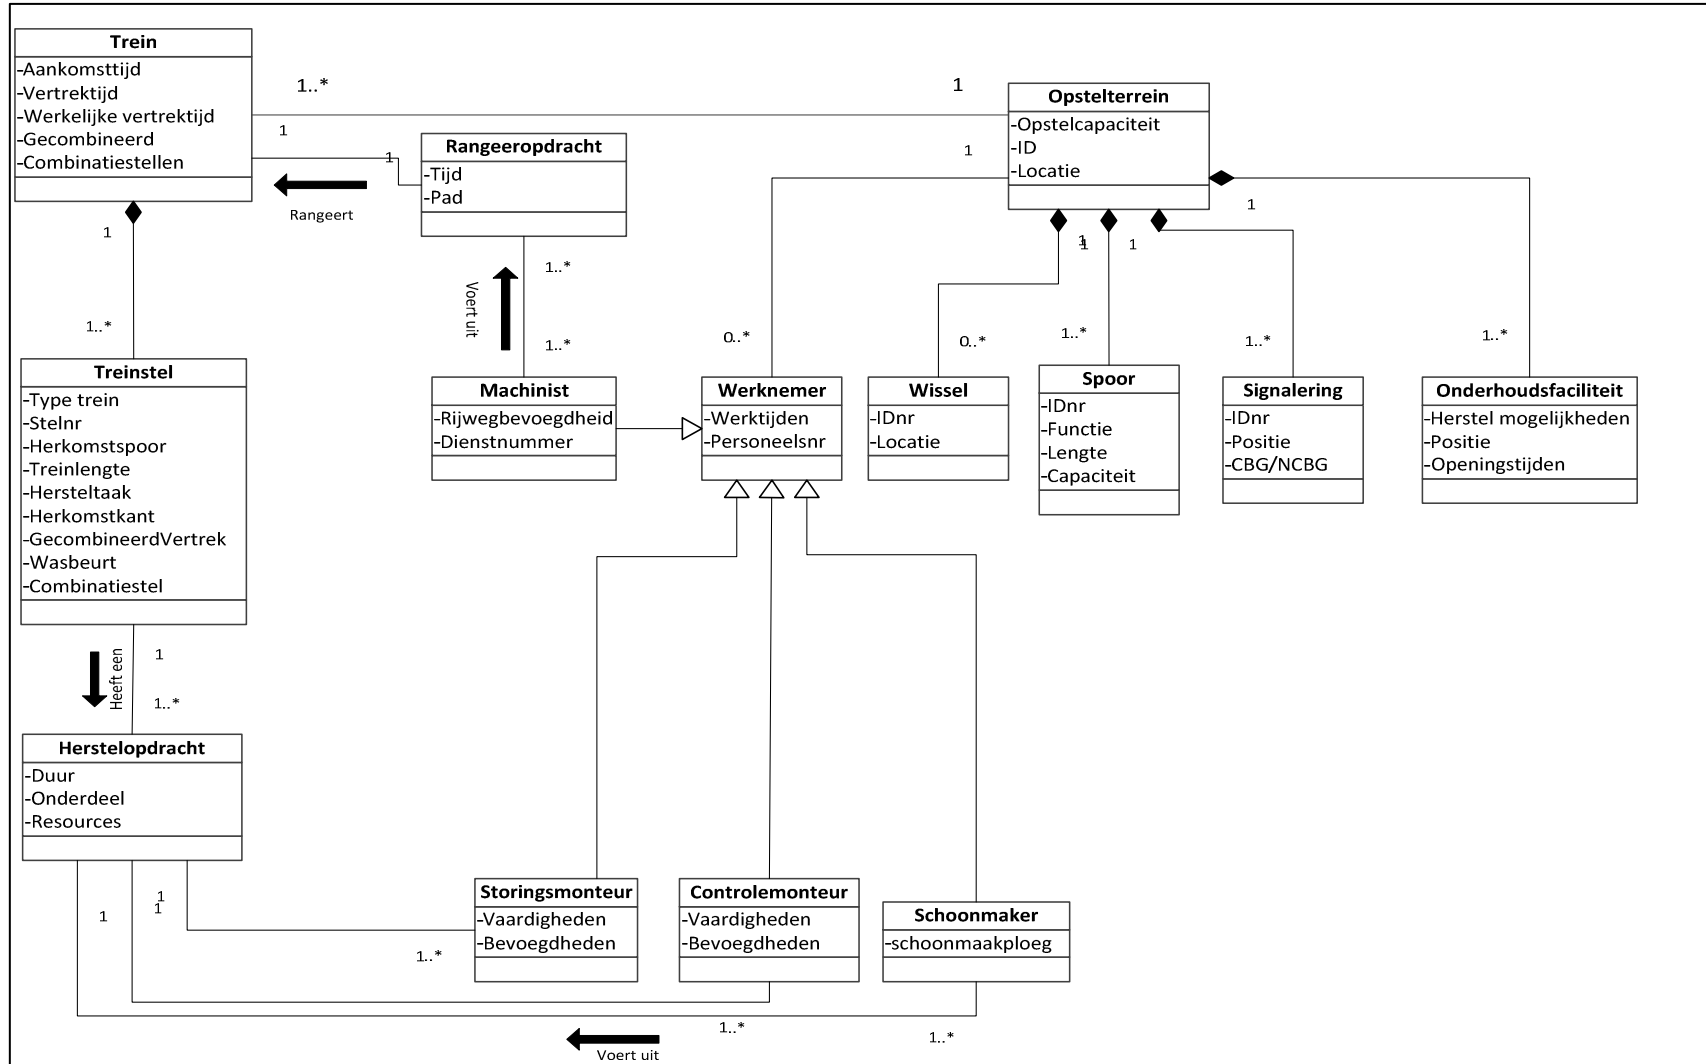 Trein
-Aankomsttijd
-Vertrektijd
-Werkelijke vertrektijd
-Gecombineerd
-Combinatiestellen
1..*
1
Opstelterrein
-Opstelcapaciteit
-ID
-Locatie
1
1
Rangeert
Rangeeropdracht
-Tijd
-Pad
1
1
1
1
1
1
1..*
Voert uit
1..*
1..*
0..*
0..*
1..*
1..*
1..*
Treinstel
-Type trein
-Stelnr
-Herkomstspoor
-Treinlengte
-Hersteltaak
-Herkomstkant
-GecombineerdVertrek
-Wasbeurt
-Combinatiestel
Machinist
-Rijwegbevoegdheid
-Dienstnummer
Werknemer
-Werktijden
-Personeelsnr
Wissel
-IDnr
-Locatie
Spoor
-IDnr
-Functie
-Lengte
-Capaciteit
Signalering
-IDnr
-Positie
-CBG/NCBG
Onderhoudsfaciliteit
-Herstel mogelijkheden
-Positie
-Openingstijden
1
Heeft een
1..*
Herstelopdracht
-Duur
-Onderdeel
-Resources
1
1
1
1..*
Storingsmonteur
-Vaardigheden
-Bevoegdheden
Controlemonteur
-Vaardigheden
-Bevoegdheden
Schoonmaker
-schoonmaakploeg
1..*
1..*
Voert uit